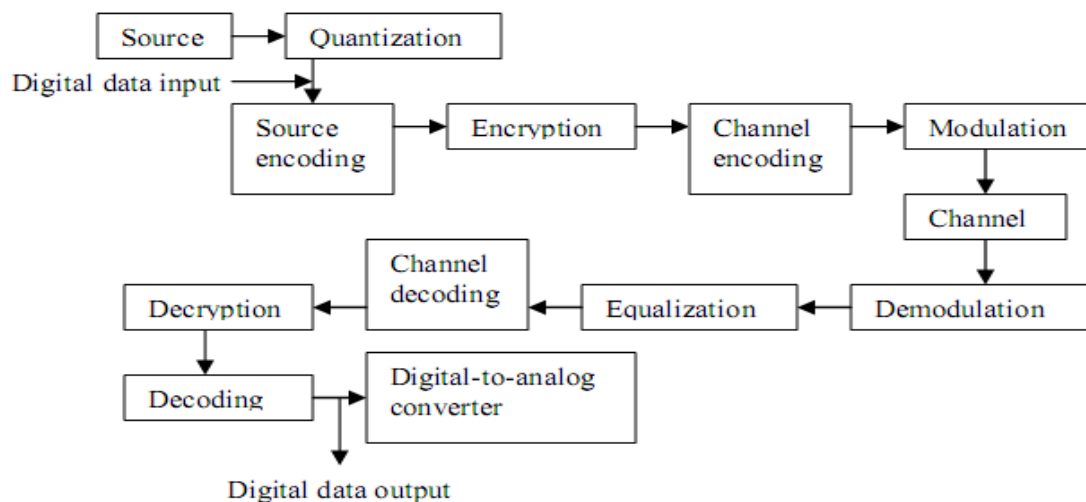 Source
Quantization
Digital data input
Source
encoding
Encryption
Channel
encoding
Modulation
Channel
Channel
decoding
Decryption
Equalization
Demodulation
Decoding
Digital-to-analog
converter
Digital data output